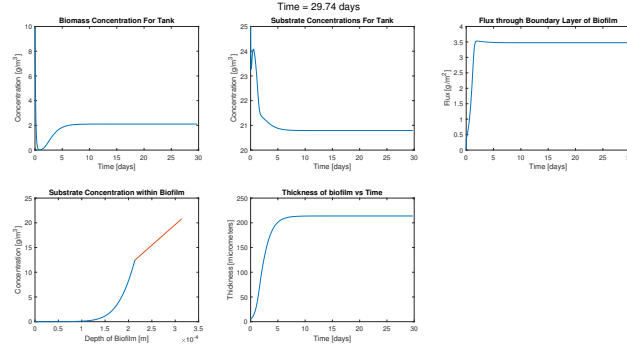 Time = 29.74 days
Biomass Concentration For Tank
10
8
6
4
2
0
Concentration [g/m³]
0 5 10 15 20 25 30
Time [days]
Substrate Concentrations For Tank
25
24
23
22
21
20
Concentration [g/m³]
0 5 10 15 20 25 30
Time [days]
Flux through Boundary Layer of Biofilm
4
3.5
3
2.5
2
1.5
1
0.5
0
Flux [g/m²]
0 5 10 15 20 25 30
Time [days]
Substrate Concentration within Biofilm
25
20
15
10
5
0
Concentration [g/m³]
0 0.5 1 1.5 2 2.5 3 3.5
Depth of Biofilm [m] ×10⁻⁴
Thickness of biofilm vs Time
250
200
150
100
50
0
Thickness [micrometers]
0 5 10 15 20 25 30
Time [days]